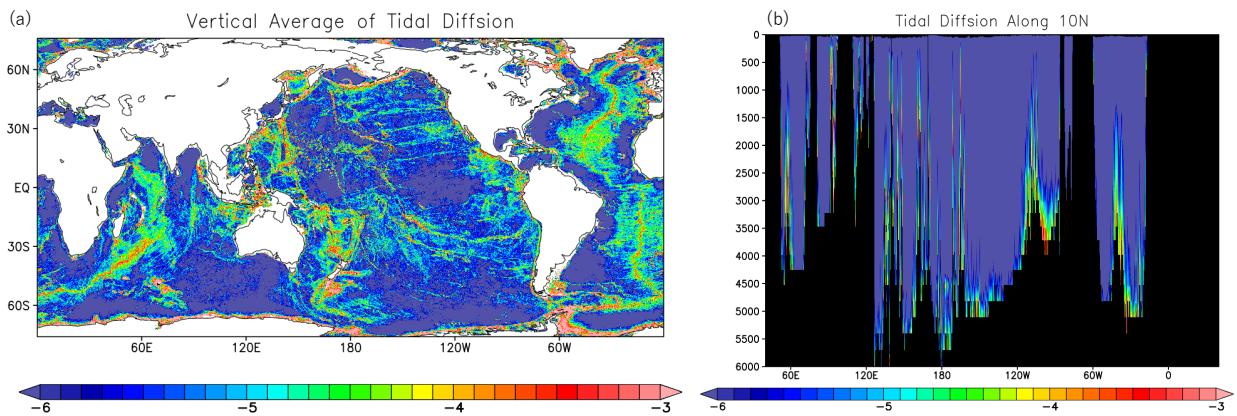 (a)
Vertical Average of Tidal Diffsion
60N
30N
EQ
30S
60S
60E 120E 180 120W 60W
−6 −5 −4 −3
(b)
Tidal Diffsion Along 10N
0
500
1000
1500
2000
2500
3000
3500
4000
4500
5000
5500
6000
60E 120E 180 120W 60W 0
−6 −5 −4 −3